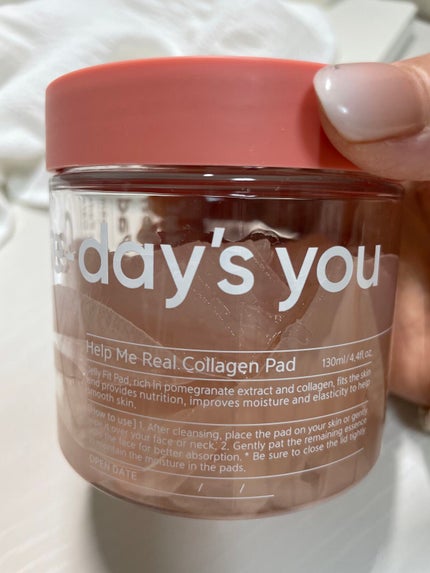 day's you
Help Me Real Collagen Pad 130ml/4.4fl.oz.
Jelly Fit Pad, rich in pomegranate extract and collagen, fits the skin
and provides nutrition, improves moisture and elasticity to help
smooth skin.
[How to use] 1. After cleansing, place the pad on your skin or gently
it over your face or neck. 2. Gently pat the remaining essence
the face for better absorption. * Be sure to close the lid tightly
maintain the moisture in the pads.
OPEN DATE / /